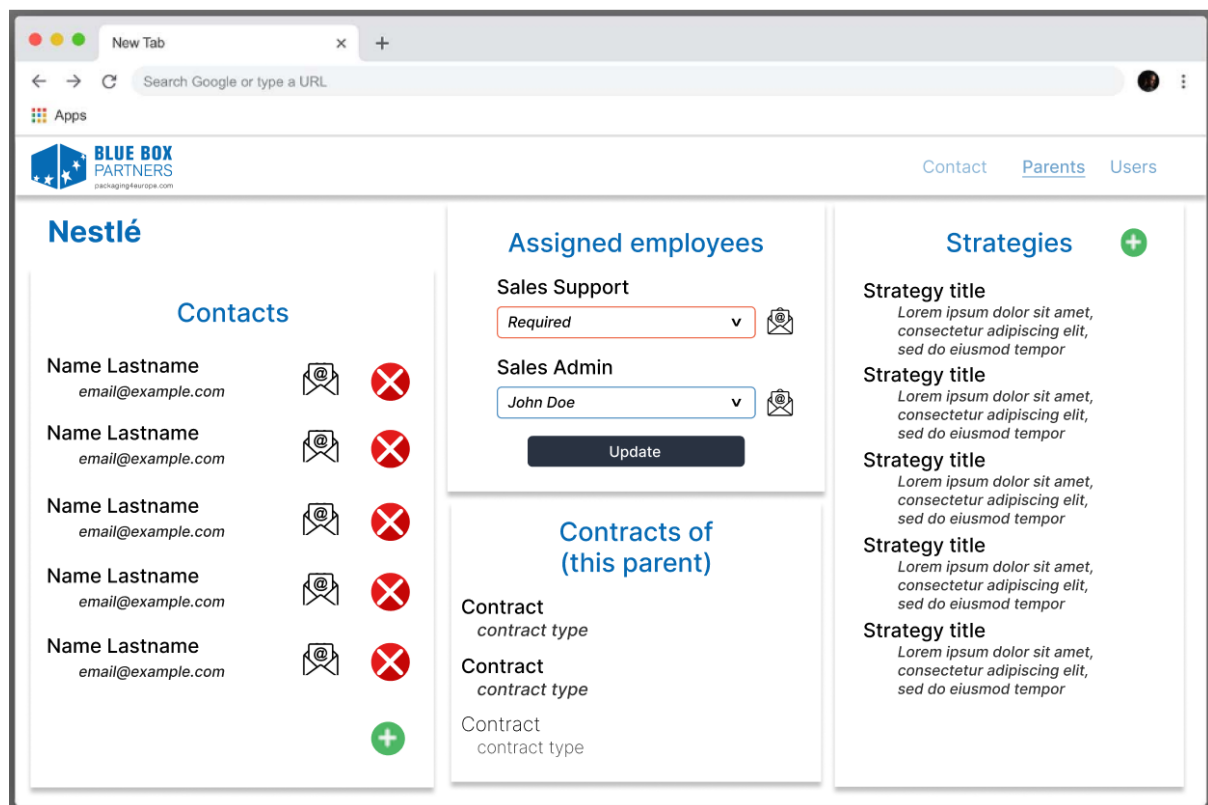 New Tab
Search Google or type a URL
Apps
BLUE BOX
PARTNERS
packaging4europe.com
Contact
Parents
Users
Nestlé
Contacts
Name Lastname
email@example.com
Name Lastname
email@example.com
Name Lastname
email@example.com
Name Lastname
email@example.com
Name Lastname
email@example.com
Assigned employees
Sales Support
Required
Sales Admin
John Doe
Update
Contracts of
(this parent)
Contract
contract type
Contract
contract type
Contract
contract type
Strategies
Strategy title
Lorem ipsum dolor sit amet,
consectetur adipiscing elit,
sed do eiusmod tempor
Strategy title
Lorem ipsum dolor sit amet,
consectetur adipiscing elit,
sed do eiusmod tempor
Strategy title
Lorem ipsum dolor sit amet,
consectetur adipiscing elit,
sed do eiusmod tempor
Strategy title
Lorem ipsum dolor sit amet,
consectetur adipiscing elit,
sed do eiusmod tempor
Strategy title
Lorem ipsum dolor sit amet,
consectetur adipiscing elit,
sed do eiusmod tempor